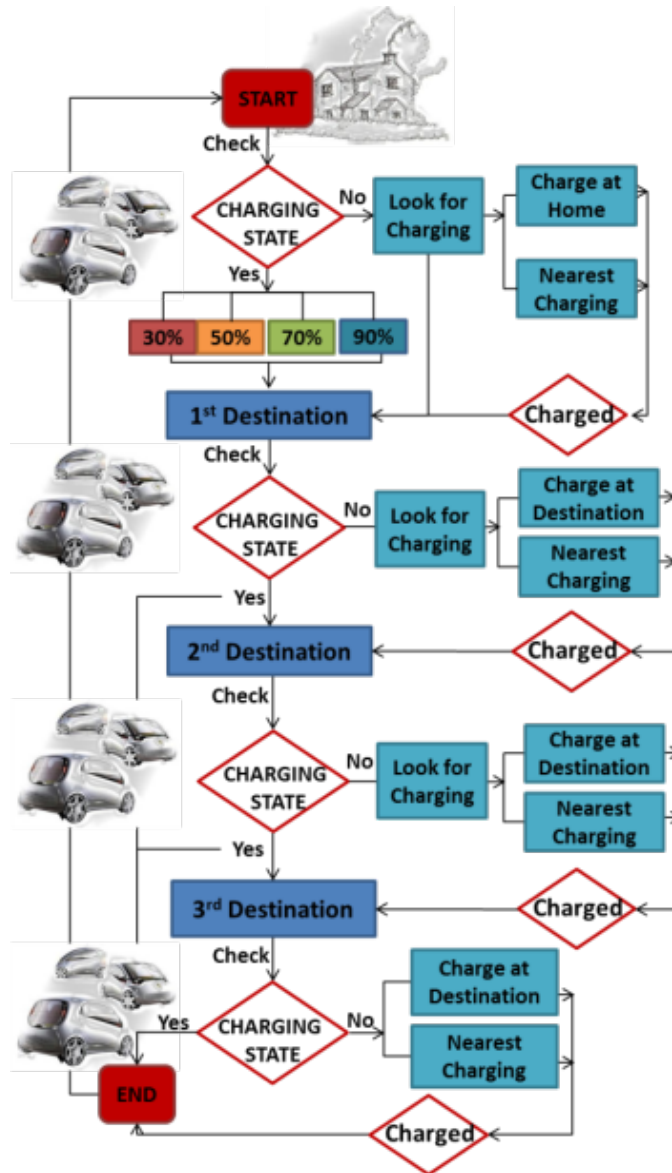 START
Check
CHARGING
STATE
No
Look for
Charging
Charge at
Home
Nearest
Charging
Yes
30%
50%
70%
90%
1st Destination
Charged
Check
CHARGING
STATE
No
Look for
Charging
Charge at
Destination
Nearest
Charging
Yes
2nd Destination
Charged
Check
CHARGING
STATE
No
Look for
Charging
Charge at
Destination
Nearest
Charging
Yes
3rd Destination
Charged
Check
CHARGING
STATE
Yes
No
Charge at
Destination
Nearest
Charging
END
Charged